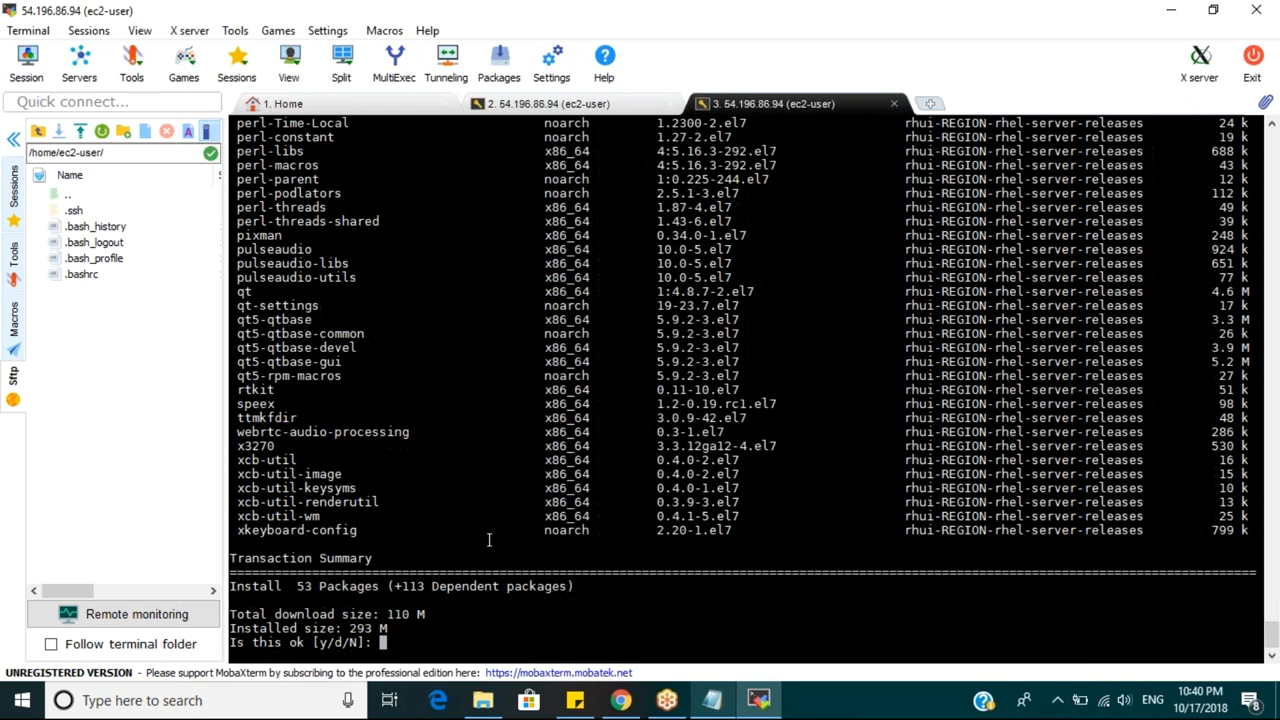 54.196.86.94 (ec2-user)
Terminal Sessions View X server Tools Games Settings Macros Help
Session Servers Tools Games Sessions View Split MultiExec Tunneling Packages Settings Help X server Exit
Quick connect...
1. Home
2. 54.196.86.94 (ec2-user)
3. 54.196.86.94 (ec2-user)
/home/ec2-user/
Name
..
.ssh
.bash_history
.bash_logout
.bash_profile
.bashrc
Sessions
Tools
Macros
Sftp
Remote monitoring
Follow terminal folder
perl-Time-Local noarch 1.2300-2.el7 rhui-REGION-rhel-server-releases 24 k
perl-constant noarch 1.27-2.el7 rhui-REGION-rhel-server-releases 19 k
perl-libs x86_64 4:5.16.3-292.el7 rhui-REGION-rhel-server-releases 688 k
perl-macros x86_64 4:5.16.3-292.el7 rhui-REGION-rhel-server-releases 43 k
perl-parent noarch 1:0.225-244.el7 rhui-REGION-rhel-server-releases 12 k
perl-podlators noarch 2.5.1-3.el7 rhui-REGION-rhel-server-releases 112 k
perl-threads x86_64 1.87-4.el7 rhui-REGION-rhel-server-releases 49 k
perl-threads-shared x86_64 1.43-6.el7 rhui-REGION-rhel-server-releases 39 k
pixman x86_64 0.34.0-1.el7 rhui-REGION-rhel-server-releases 248 k
pulseaudio x86_64 10.0-5.el7 rhui-REGION-rhel-server-releases 924 k
pulseaudio-libs x86_64 10.0-5.el7 rhui-REGION-rhel-server-releases 651 k
pulseaudio-utils x86_64 10.0-5.el7 rhui-REGION-rhel-server-releases 77 k
qt x86_64 1:4.8.7-2.el7 rhui-REGION-rhel-server-releases 4.6 M
qt-settings noarch 19-23.7.el7 rhui-REGION-rhel-server-releases 17 k
qt5-qtbase x86_64 5.9.2-3.el7 rhui-REGION-rhel-server-releases 3.3 M
qt5-qtbase-common noarch 5.9.2-3.el7 rhui-REGION-rhel-server-releases 26 k
qt5-qtbase-devel x86_64 5.9.2-3.el7 rhui-REGION-rhel-server-releases 3.9 M
qt5-qtbase-gui x86_64 5.9.2-3.el7 rhui-REGION-rhel-server-releases 5.2 M
qt5-rpm-macros noarch 5.9.2-3.el7 rhui-REGION-rhel-server-releases 27 k
rtkit x86_64 0.11-10.el7 rhui-REGION-rhel-server-releases 51 k
speex x86_64 1.2-0.19.rc1.el7 rhui-REGION-rhel-server-releases 98 k
ttmkfdir x86_64 3.0.9-42.el7 rhui-REGION-rhel-server-releases 48 k
webrtc-audio-processing x86_64 0.3-1.el7 rhui-REGION-rhel-server-releases 286 k
x3270 x86_64 3.3.12ga12-4.el7 rhui-REGION-rhel-server-releases 530 k
xcb-util x86_64 0.4.0-2.el7 rhui-REGION-rhel-server-releases 16 k
xcb-util-image x86_64 0.4.0-2.el7 rhui-REGION-rhel-server-releases 15 k
xcb-util-keysyms x86_64 0.4.0-1.el7 rhui-REGION-rhel-server-releases 10 k
xcb-util-renderutil x86_64 0.3.9-3.el7 rhui-REGION-rhel-server-releases 13 k
xcb-util-wm x86_64 0.4.1-5.el7 rhui-REGION-rhel-server-releases 25 k
xkeyboard-config noarch 2.20-1.el7 rhui-REGION-rhel-server-releases 799 k
Transaction Summary
Install 53 Packages (+113 Dependent packages)
Total download size: 110 M
Installed size: 293 M
Is this ok [y/d/N]:
UNREGISTERED VERSION - Please support MobaXterm by subscribing to the professional edition here: https://mobaxterm.mobatek.net
Type here to search
ENG
10:40 PM
10/17/2018
8